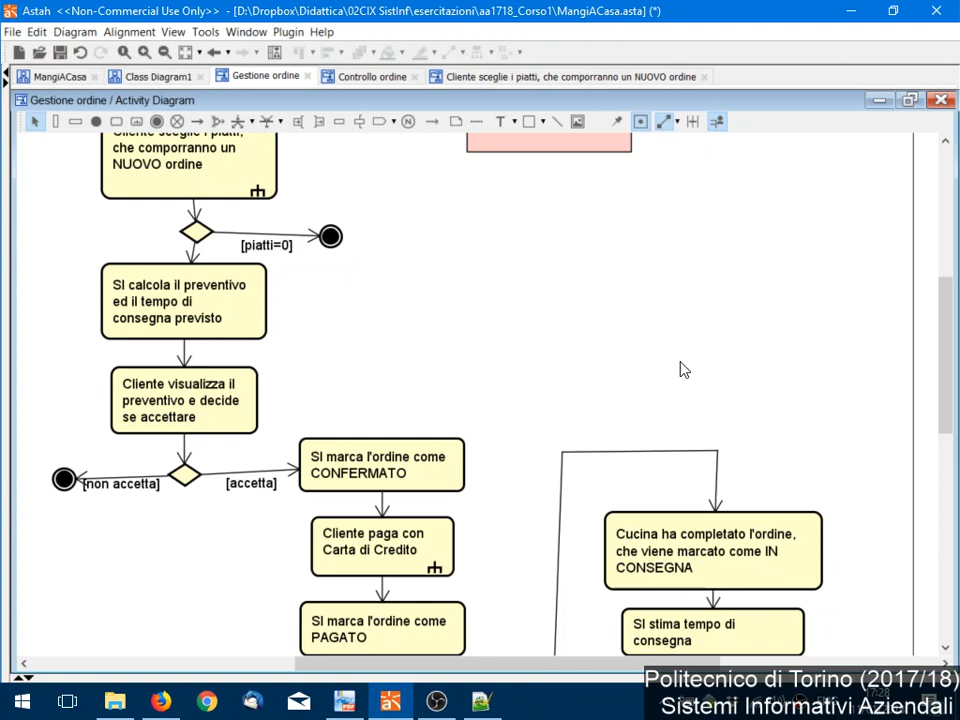 Astah <<Non-Commercial Use Only>> - [D:\Dropbox\Didattica\02CIX SistInf\esercitazioni\aa1718_Corso1\MangiACasa.asta] (*)
File Edit Diagram Alignment View Tools Window Plugin Help
MangiACasa Class Diagram1 Gestione ordine Controllo ordine Cliente sceglie i piatti, che comporranno un NUOVO ordine
Gestione ordine / Activity Diagram
Cliente sceglie i piatti,
che comporranno un
NUOVO ordine
[piatti=0]
SI calcola il preventivo
ed il tempo di
consegna previsto
Cliente visualizza il
preventivo e decide
se accettare
[non accetta]
[accetta]
SI marca l'ordine come
CONFERMATO
Cliente paga con
Carta di Credito
SI marca l'ordine come
PAGATO
Cucina ha completato l'ordine,
che viene marcato come IN
CONSEGNA
SI stima tempo di
consegna
Politecnico di Torino (2017/18)
7:28
Sistemi Informativi Aziendali